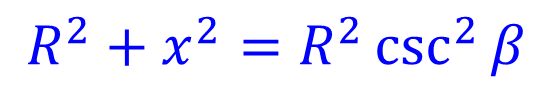 R² + x² = R² csc² β